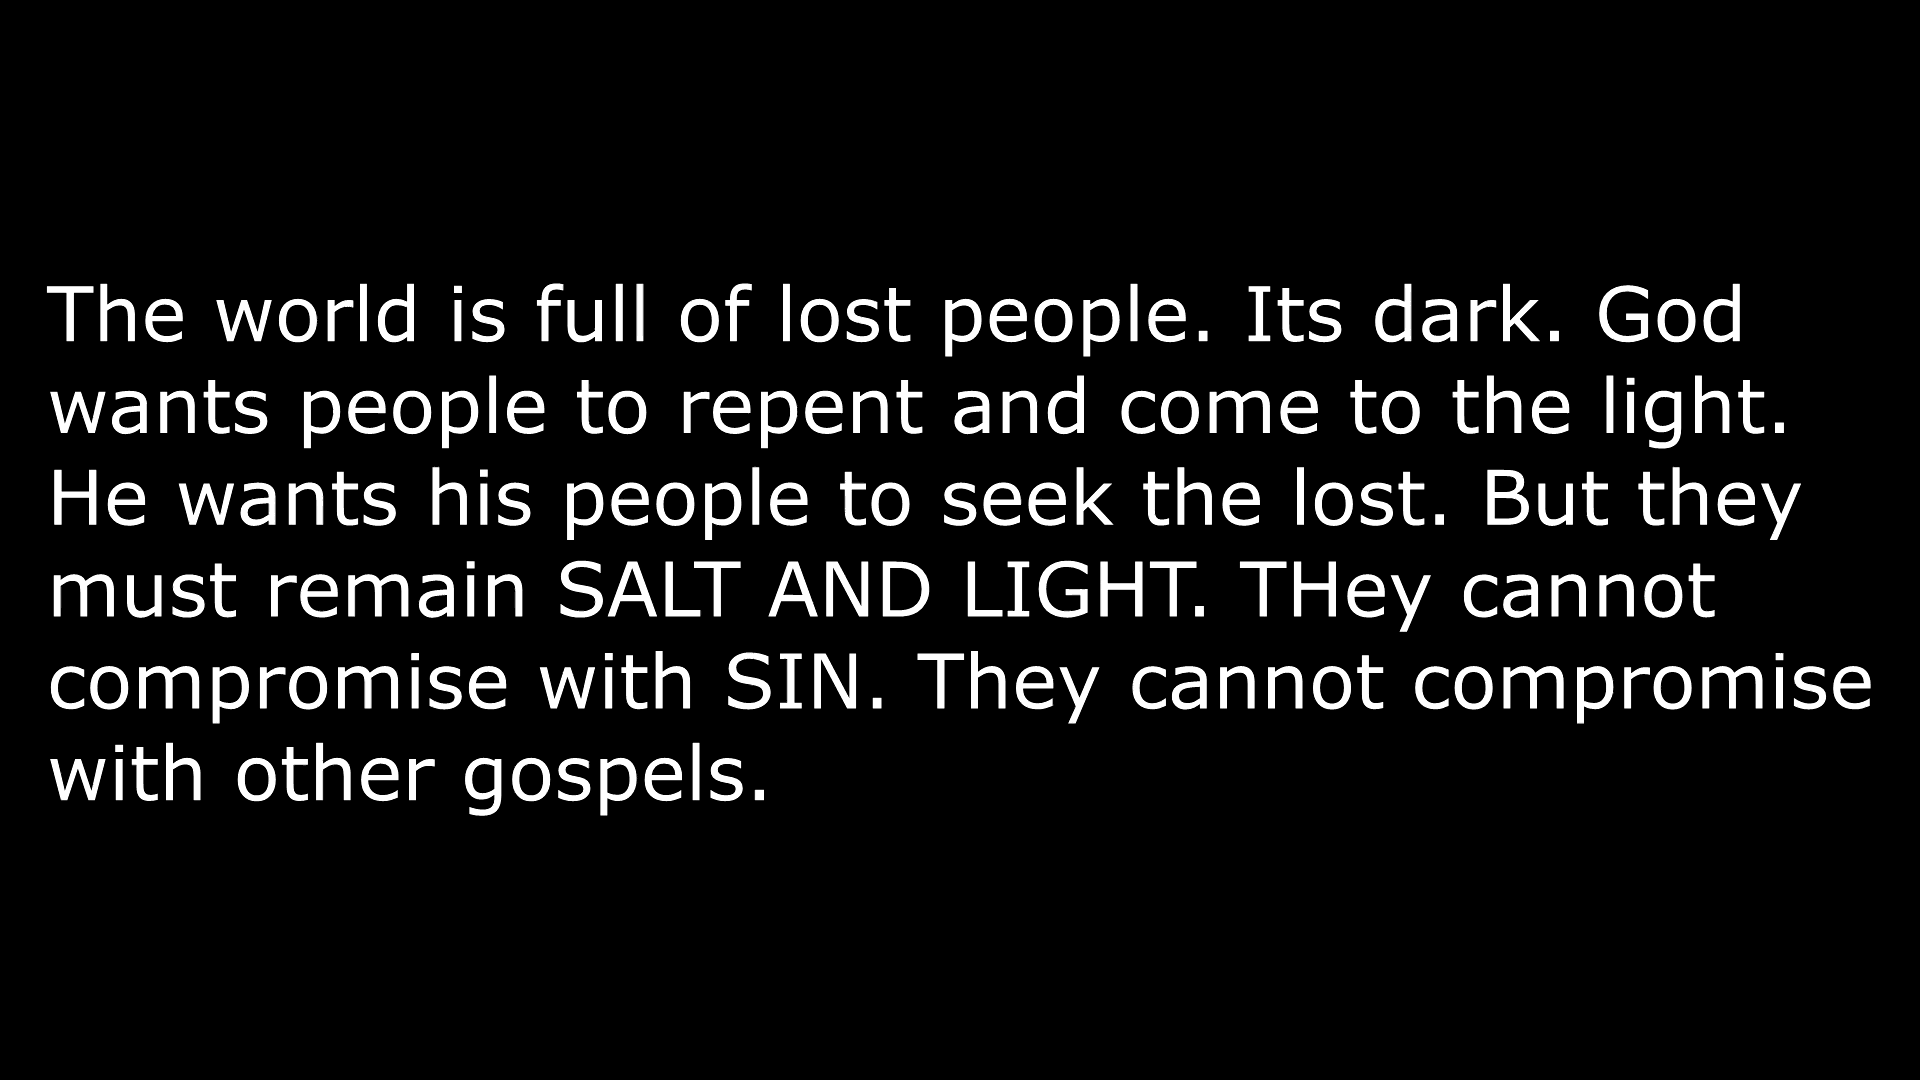 The world is full of lost people. Its dark. God
wants people to repent and come to the light.
He wants his people to seek the lost. But they
must remain SALT AND LIGHT. THey cannot
compromise with SIN. They cannot compromise
with other gospels.